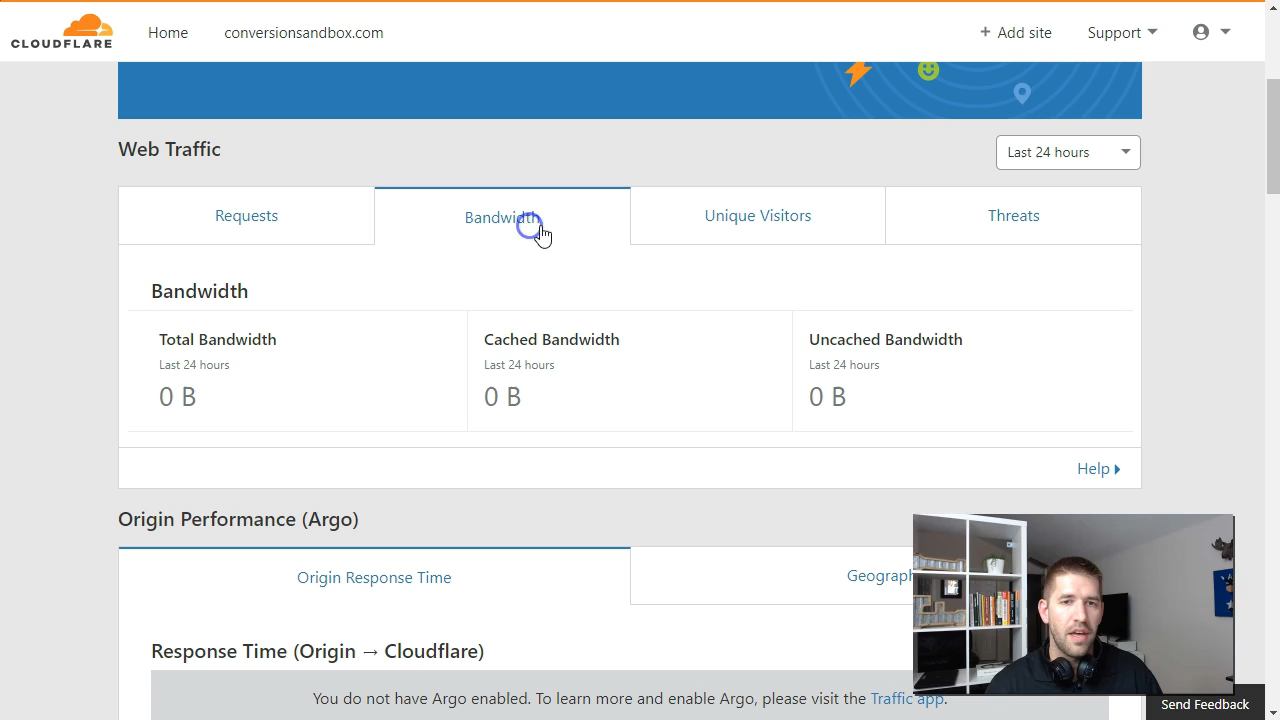 CLOUDFLARE
Home
conversionsandbox.com
+ Add site
Support
Web Traffic
Last 24 hours
Requests
Bandwidth
Unique Visitors
Threats
Bandwidth
Total Bandwidth
Last 24 hours
0 B
Cached Bandwidth
Last 24 hours
0 B
Uncached Bandwidth
Last 24 hours
0 B
Help
Origin Performance (Argo)
Origin Response Time
Response Time (Origin → Cloudflare)
You do not have Argo enabled. To learn more and enable Argo, please visit the Traffic app.
Send Feedback